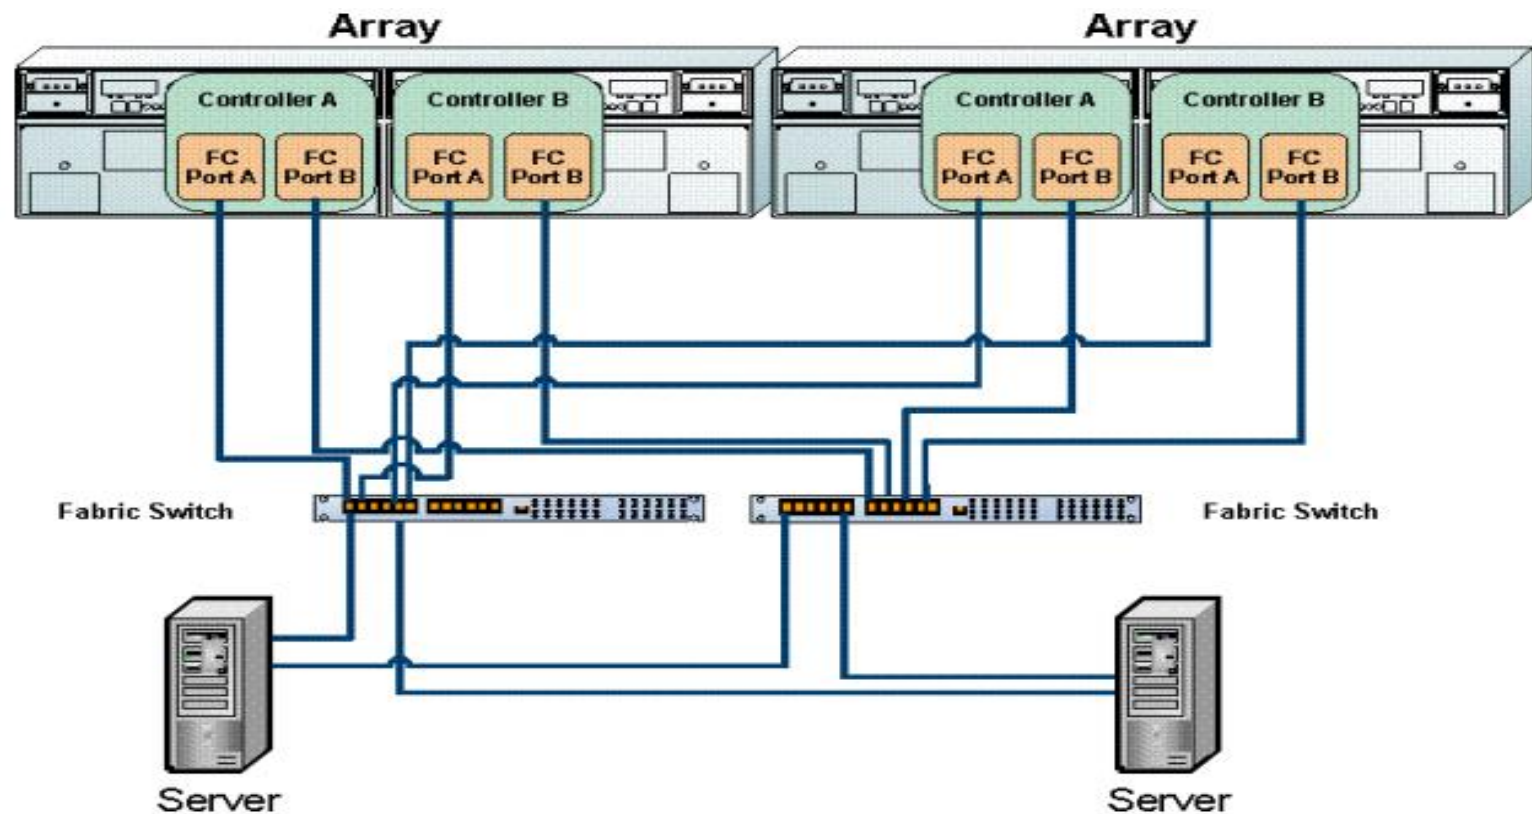 Array
Array
Controller A
Controller B
Controller A
Controller B
FC
Port A
FC
Port B
FC
Port A
FC
Port B
FC
Port A
FC
Port B
FC
Port A
FC
Port B
Fabric Switch
Fabric Switch
Server
Server